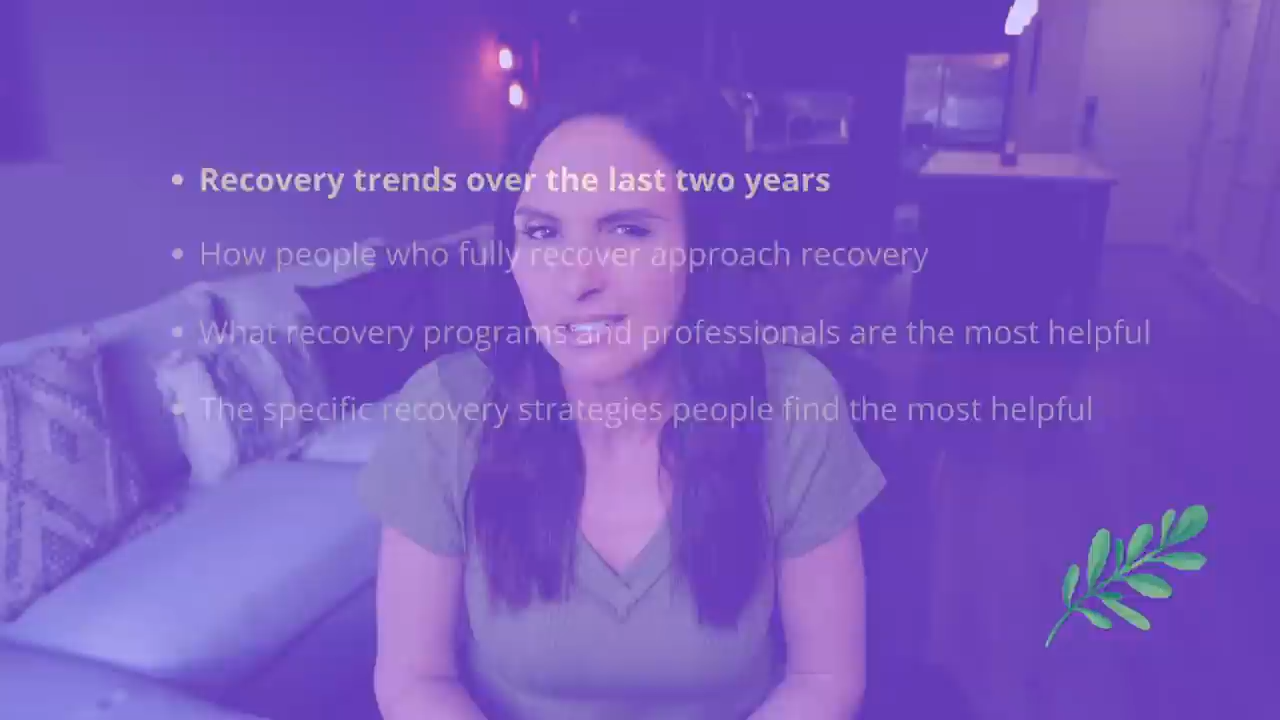 • Recovery trends over the last two years
• How people who fully recover approach recovery
• What recovery programs and professionals are the most helpful
• The specific recovery strategies people find the most helpful